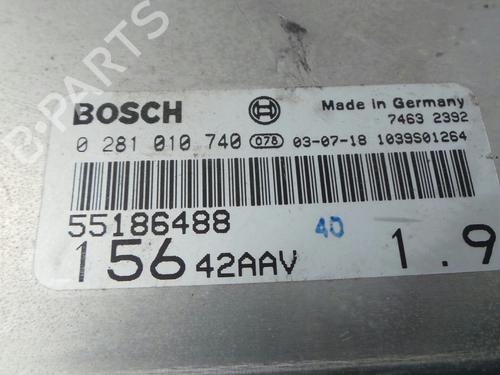 BOSCH Made in Germany
7463 2392
0 281 010 740 078 03-07-18 1039S01264
55186488 40
156 42AAV 1.9
B-PARTS